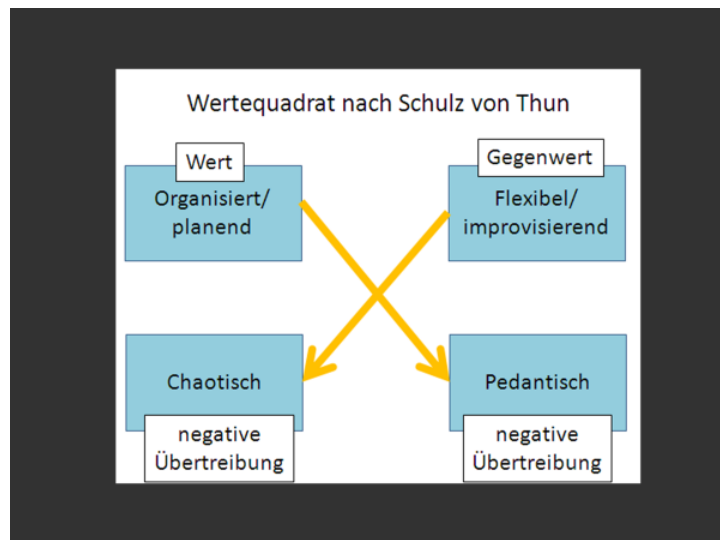 Wertequadrat nach Schulz von Thun
Wert
Organisiert/
planend
Gegenwert
Flexibel/
improvisierend
Chaotisch
negative
Übertreibung
Pedantisch
negative
Übertreibung